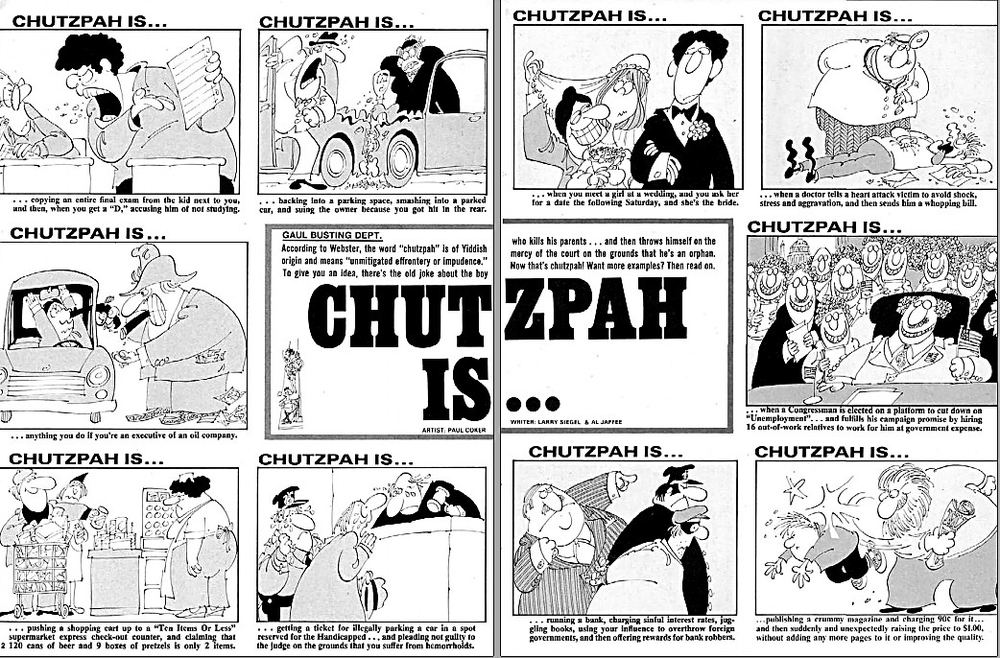 CHUTZPAH IS...
. . . copying an entire final exam from the kid next to you,
and then, when you get a "D," accusing him of not studying.
CHUTZPAH IS...
. . . backing into a parking space, smashing into a parked
car, and suing the owner because you got hit in the rear.
CHUTZPAH IS...
. . . when you meet a girl at a wedding, and you ask her
for a date the following Saturday, and she's the bride.
CHUTZPAH IS...
. . . when a doctor tells a heart attack victim to avoid shock,
stress and aggravation, and then sends him a whopping bill.
CHUTZPAH IS...
. . . anything you do if you're an executive of an oil company.
GAUL BUSTING DEPT.
According to Webster, the word "chutzpah" is of Yiddish
origin and means "unmitigated effrontery or impudence."
To give you an idea, there's the old joke about the boy
who kills his parents . . . and then throws himself on the
mercy of the court on the grounds that he's an orphan.
Now that's chutzpah! Want more examples? Then read on.
CHUTZPAH
IS...
ARTIST: PAUL COKER
WRITER: LARRY SIEGEL & AL JAFFEE
CHUTZPAH IS...
. . . when a Congressman is elected on a platform to cut down on
"Unemployment" . . . and fulfills his campaign promise by hiring
16 out-of-work relatives to work for him at government expense.
CHUTZPAH IS...
. . . pushing a shopping cart up to a "Ten Items Or Less"
supermarket express check-out counter, and claiming that
2 120 cans of beer and 9 boxes of pretzels is only 2 items.
CHUTZPAH IS...
. . . getting a ticket for illegally parking a car in a spot
reserved for the Handicapped . . . and pleading not guilty to
the judge on the grounds that you suffer from hemorrhoids.
CHUTZPAH IS...
. . . running a bank, charging sinful interest rates, jug-
gling books, using your influence to overthrow foreign
governments, and then offering rewards for bank robbers.
CHUTZPAH IS...
. . . publishing a crummy magazine and charging 90¢ for it . . .
and then suddenly and unexpectedly raising the price to $1.00,
without adding any more pages to it or improving the quality.